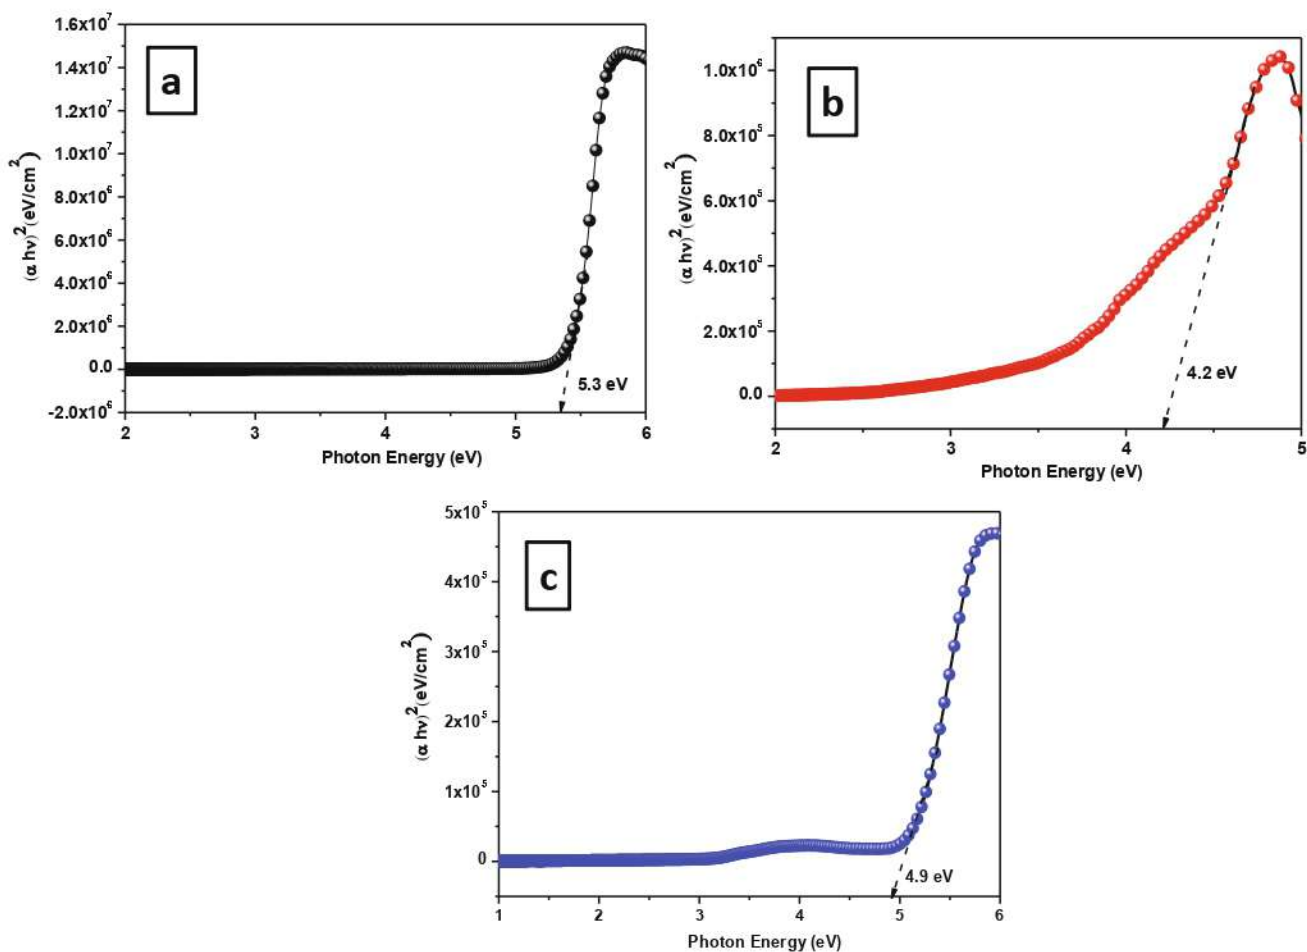 a
1.6x10^7
1.4x10^7
1.2x10^7
1.0x10^7
8.0x10^6
6.0x10^6
4.0x10^6
2.0x10^6
0.0
-2.0x10^6
(α hν)^2 (eV/cm^2)
5.3 eV
2 3 4 5 6
Photon Energy (eV)
b
1.0x10^6
8.0x10^5
6.0x10^5
4.0x10^5
2.0x10^5
0.0
(α hν)^2 (eV/cm^2)
4.2 eV
2 3 4 5
Photon Energy (eV)
c
5x10^5
4x10^5
3x10^5
2x10^5
1x10^5
0
(α hν)^2 (eV/cm^2)
4.9 eV
1 2 3 4 5 6
Photon Energy (eV)